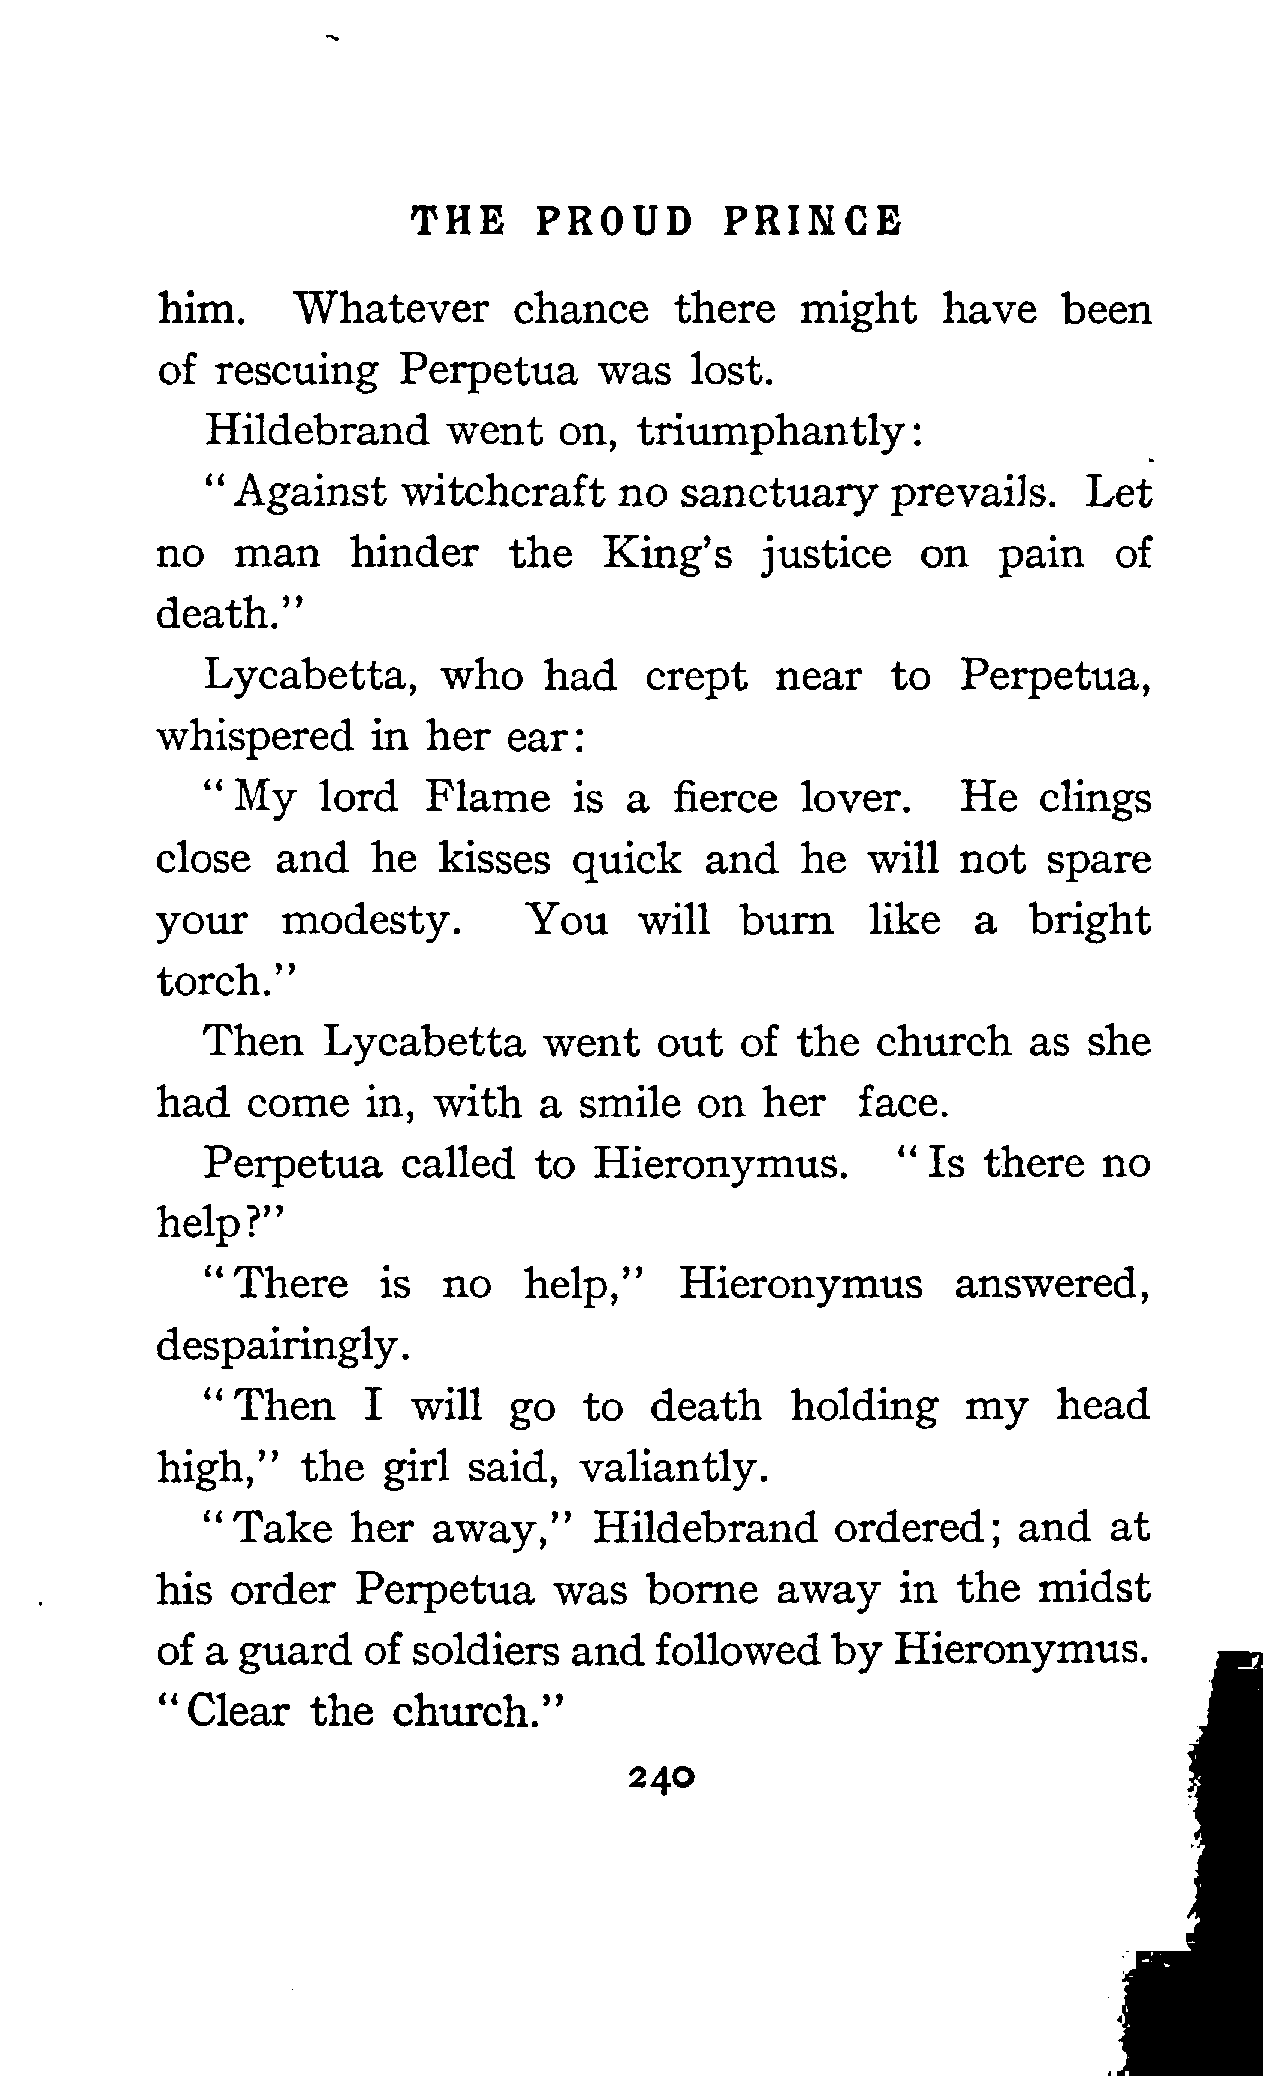 THE PROUD PRINCE
him. Whatever chance there might have been
of rescuing Perpetua was lost.
Hildebrand went on, triumphantly:
"Against witchcraft no sanctuary prevails. Let
no man hinder the King's justice on pain of
death."
Lycabetta, who had crept near to Perpetua,
whispered in her ear:
"My lord Flame is a fierce lover. He clings
close and he kisses quick and he will not spare
your modesty. You will burn like a bright
torch."
Then Lycabetta went out of the church as she
had come in, with a smile on her face.
Perpetua called to Hieronymus. "Is there no
help?"
"There is no help," Hieronymus answered,
despairingly.
"Then I will go to death holding my head
high," the girl said, valiantly.
"Take her away," Hildebrand ordered; and at
his order Perpetua was borne away in the midst
of a guard of soldiers and followed by Hieronymus.
"Clear the church."
240